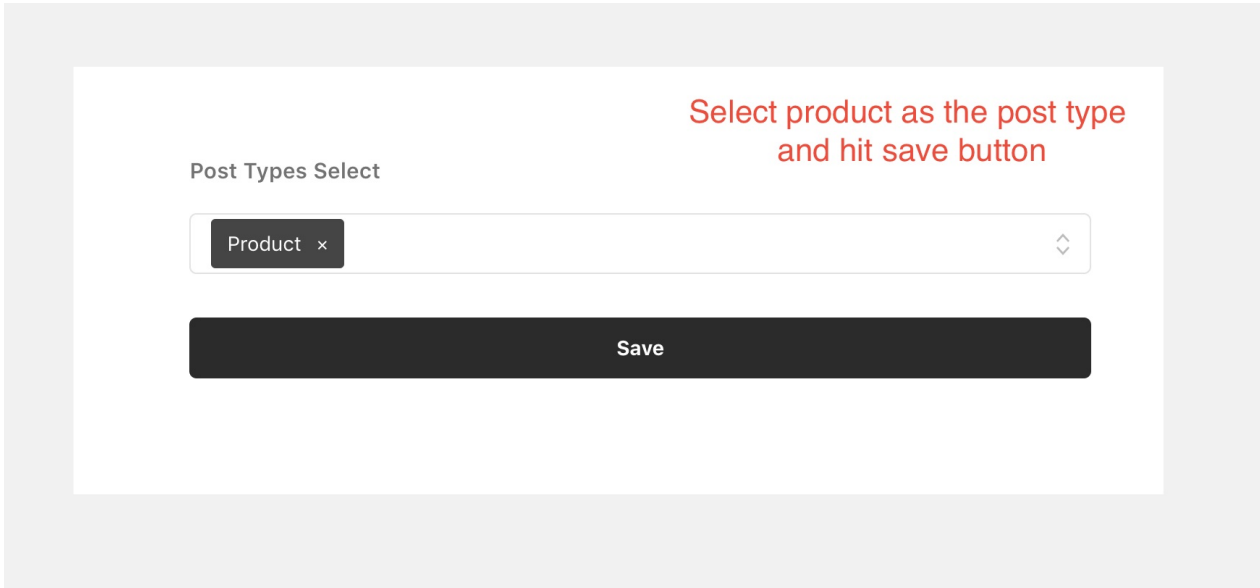 Select product as the post type
and hit save button
Post Types Select
Product ×
Save